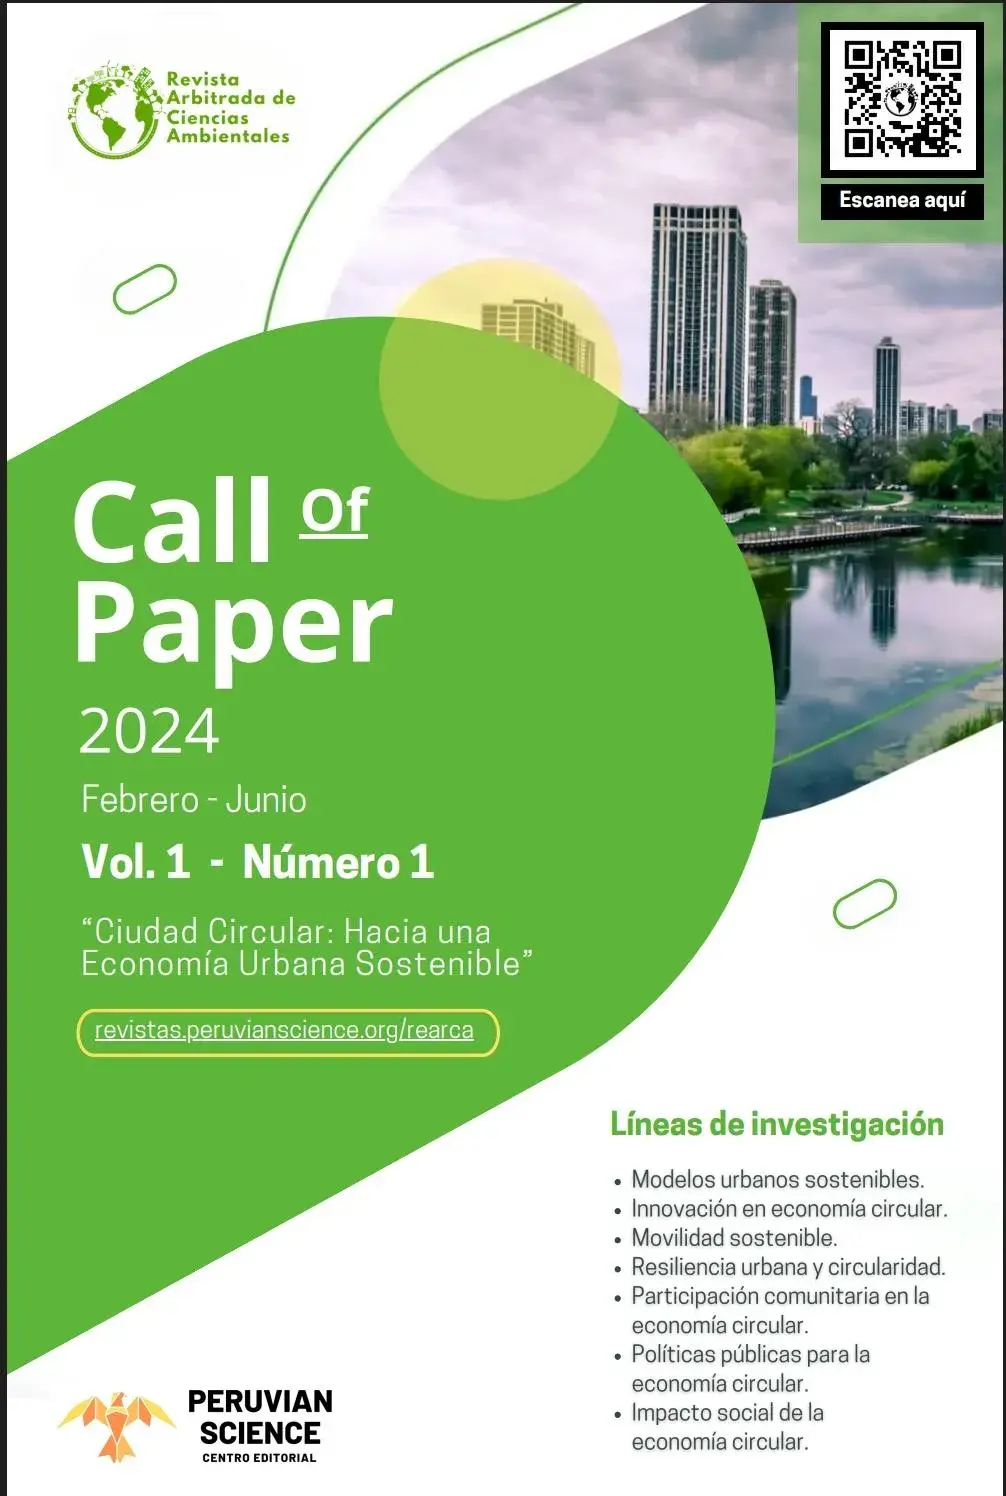 Revista
Arbitrada de
Ciencias
Ambientales
Escanea aquí
Call Of
Paper
2024
Febrero - Junio
Vol. 1 - Número 1
“Ciudad Circular: Hacia una
Economía Urbana Sostenible”
revistas.peruvianscience.org/rearca
Líneas de investigación
• Modelos urbanos sostenibles.
• Innovación en economía circular.
• Movilidad sostenible.
• Resiliencia urbana y circularidad.
• Participación comunitaria en la
economía circular.
• Políticas públicas para la
economía circular.
• Impacto social de la
economía circular.
PERUVIAN
SCIENCE
CENTRO EDITORIAL